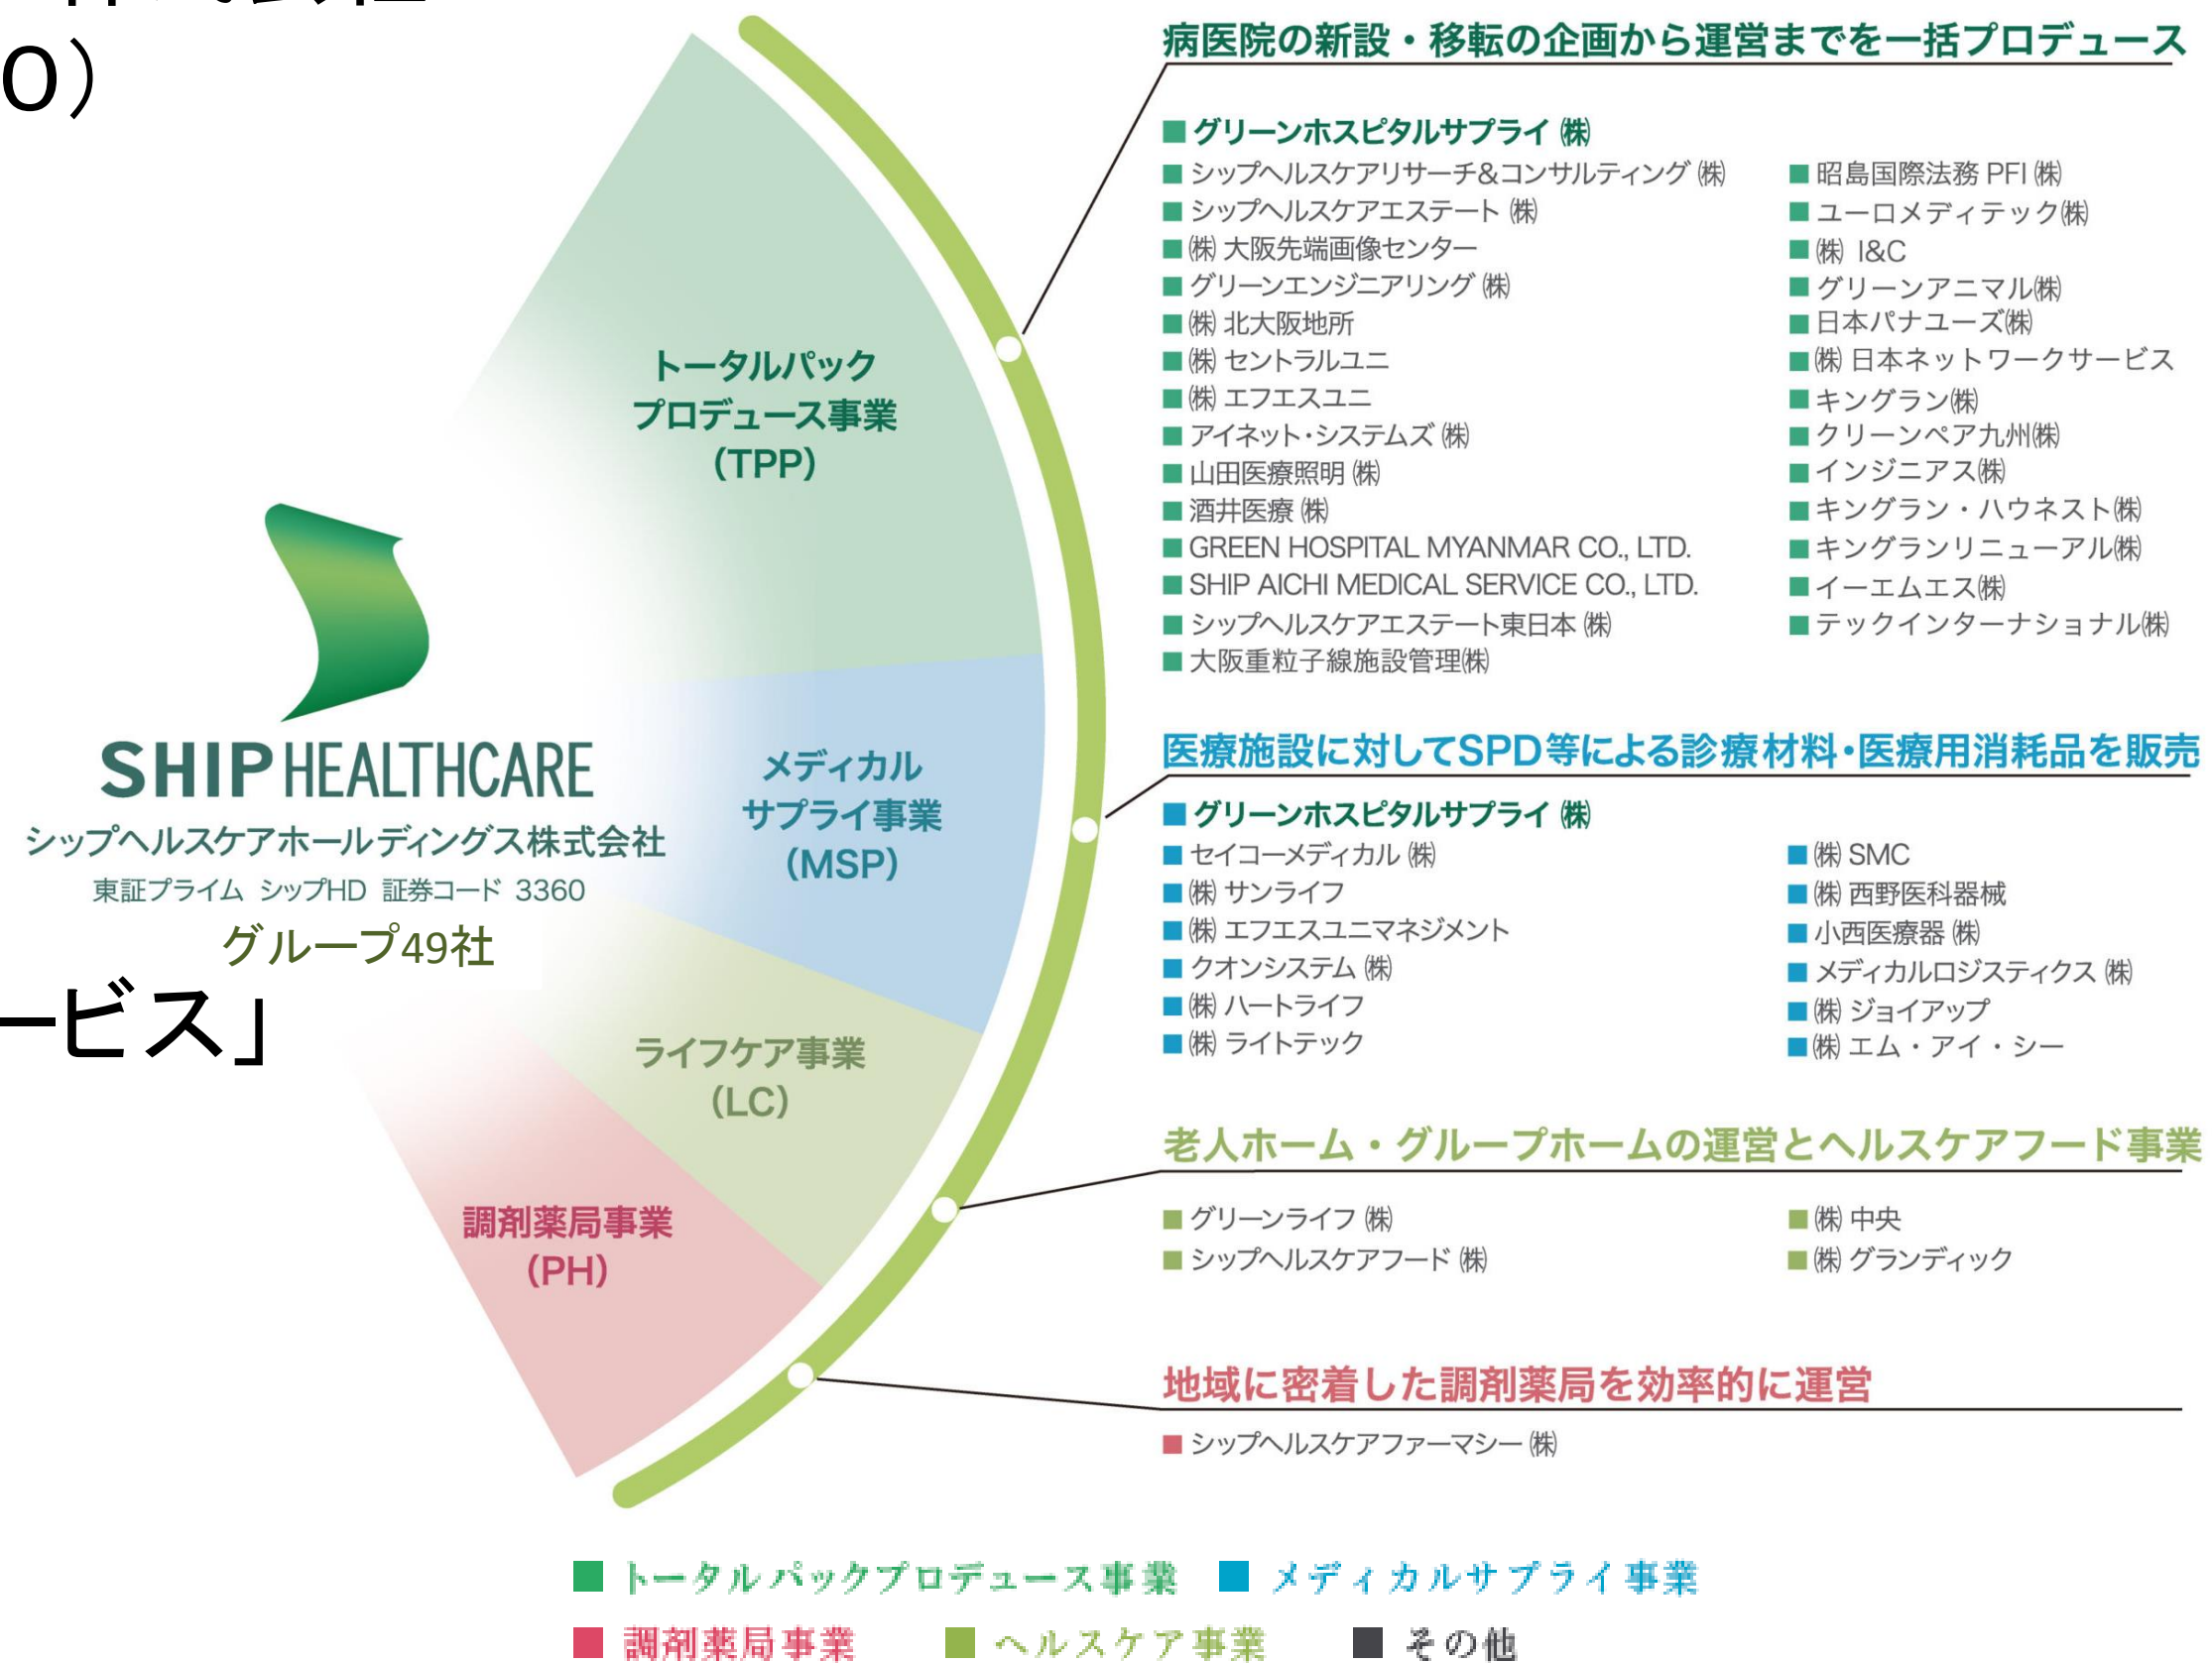 O）
ービス」
SHIP HEALTHCARE
シップヘルスケアホールディングス株式会社
東証プライム シップHD 証券コード 3360
グループ49社
トータルパック
プロデュース事業
(TPP)
メディカル
サプライ事業
(MSP)
ライフケア事業
(LC)
調剤薬局事業
(PH)
病医院の新設・移転の企画から運営までを一括プロデュース
■ グリーンホスピタルサプライ ㈱
■ シップヘルスケアリサーチ&コンサルティング ㈱
■ シップヘルスケアエステート ㈱
■ ㈱ 大阪先端画像センター
■ グリーンエンジニアリング ㈱
■ ㈱ 北大阪地所
■ ㈱ セントラルユニ
■ ㈱ エフエスユニ
■ アイネット・システムズ ㈱
■ 山田医療照明 ㈱
■ 酒井医療 ㈱
■ GREEN HOSPITAL MYANMAR CO., LTD.
■ SHIP AICHI MEDICAL SERVICE CO., LTD.
■ シップヘルスケアエステート東日本 ㈱
■ 大阪重粒子線施設管理㈱
■ 昭島国際法務 PFI ㈱
■ ユーロメディテック㈱
■ ㈱ I&C
■ グリーンアニマル㈱
■ 日本パナユーズ㈱
■ ㈱ 日本ネットワークサービス
■ キングラン㈱
■ クリーンペア九州㈱
■ インジニアス㈱
■ キングラン・ハウネスト㈱
■ キングランリニューアル㈱
■ イーエムエス㈱
■ テックインターナショナル㈱
医療施設に対してSPD等による診療材料・医療用消耗品を販売
■ グリーンホスピタルサプライ ㈱
■ セイコーメディカル ㈱
■ ㈱ サンライフ
■ ㈱ エフエスユニマネジメント
■ クオンシステム ㈱
■ ㈱ ハートライフ
■ ㈱ ライトテック
■ ㈱ SMC
■ ㈱ 西野医科器械
■ 小西医療器 ㈱
■ メディカルロジスティクス ㈱
■ ㈱ ジョイアップ
■ ㈱ エム・アイ・シー
老人ホーム・グループホームの運営とヘルスケアフード事業
■ グリーンライフ ㈱
■ シップヘルスケアフード ㈱
■ ㈱ 中央
■ ㈱ グランディック
地域に密着した調剤薬局を効率的に運営
■ シップヘルスケアファーマシー ㈱
■ トータルパックプロデュース事業 ■ メディカルサプライ事業
■ 調剤薬局事業 ■ ヘルスケア事業 ■ その他